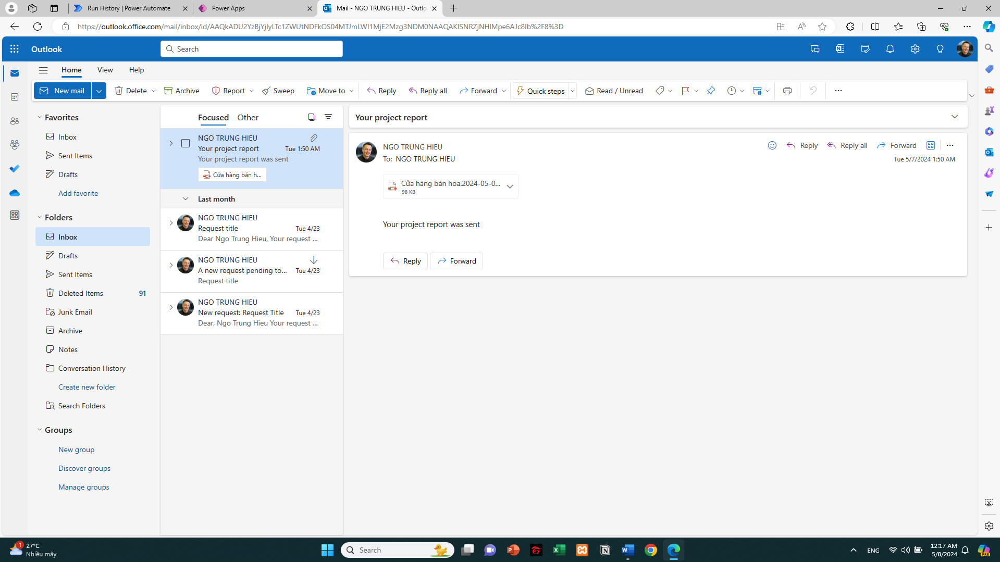 Run History | Power Automate
Power Apps
Mail - NGO TRUNG HIEU - Outlo
https://outlook.office.com/mail/inbox/id/AAQkADU2YzBjYjIyLTc1ZWUtNDFkOS04MTJmLWI1MjE2Mzg3NDM0NAAQAKISNRZjNHIMpe6AJc8Ib%2F8%3D
Outlook
Search
Home
View
Help
New mail
Delete
Archive
Report
Sweep
Move to
Reply
Reply all
Forward
Quick steps
Read / Unread
Favorites
Inbox
Sent Items
Drafts
Add favorite
Folders
Inbox
Drafts
Sent Items
Deleted Items 91
Junk Email
Archive
Notes
Conversation History
Create new folder
Search Folders
Groups
New group
Discover groups
Manage groups
Focused
Other
NGO TRUNG HIEU
Your project report Tue 1:50 AM
Your project report was sent
Cửa hàng bán h...
Last month
NGO TRUNG HIEU
Request title Tue 4/23
Dear Ngo Trung Hieu, Your request ...
NGO TRUNG HIEU
A new request pending to... Tue 4/23
Request title
NGO TRUNG HIEU
New request: Request Title Tue 4/23
Dear, Ngo Trung Hieu Your request ...
Your project report
NGO TRUNG HIEU
To: NGO TRUNG HIEU
Reply
Reply all
Forward
Tue 5/7/2024 1:50 AM
Cửa hàng bán hoa.2024-05-0...
98 KB
Your project report was sent
Reply
Forward
1
27°C
Nhiều mây
Search
ENG
12:17 AM
5/8/2024
PRE